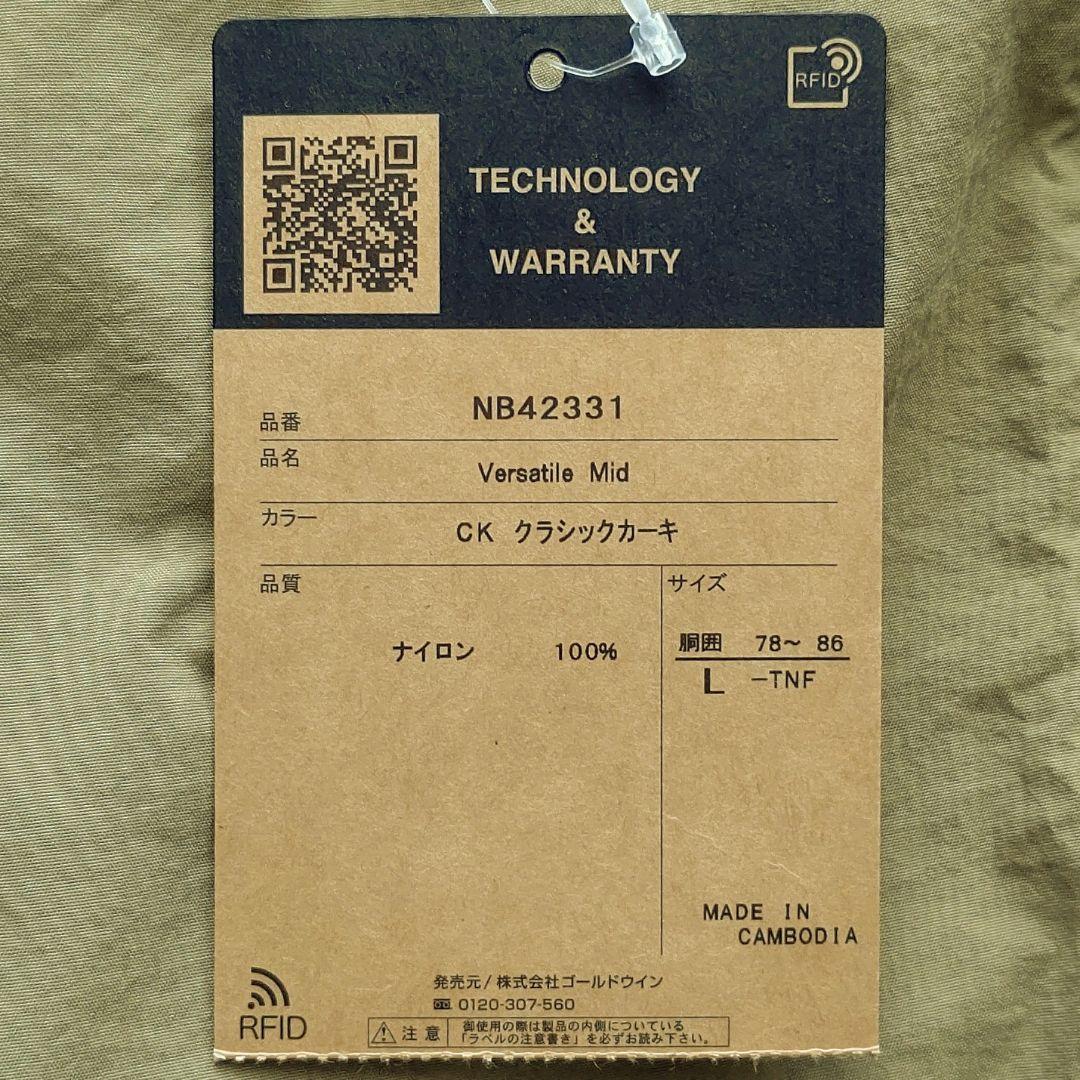 RFID
TECHNOLOGY
&
WARRANTY
品番 NB42331
品名 Versatile Mid
カラー CK クラシックカーキ
品質 サイズ
ナイロン 100% 胴囲 78〜 86
L -TNF
MADE IN
CAMBODIA
発売元/株式会社ゴールドウイン
0120-307-560
RFID
注意
御使用の際は製品の内側についている
「ラベルの注意書き」を必ずお読み下さい。